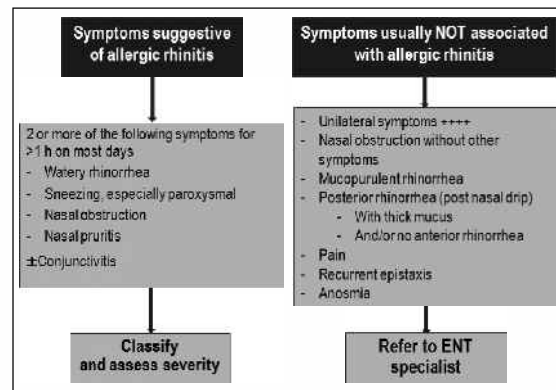 Symptoms suggestive
of allergic rhinitis
2 or more of the following symptoms for
>1 h on most days
- Watery rhinorrhea
- Sneezing, especially paroxysmal
- Nasal obstruction
- Nasal pruritis
±Conjunctivitis
Classify
and assess severity
Symptoms usually NOT associated
with allergic rhinitis
- Unilateral symptoms ++++
- Nasal obstruction without other
symptoms
- Mucopurulent rhinorrhea
- Posterior rhinorrhea (post nasal drip)
- With thick mucus
- And/or no anterior rhinorrhea
- Pain
- Recurrent epistaxis
- Anosmia
Refer to ENT
specialist